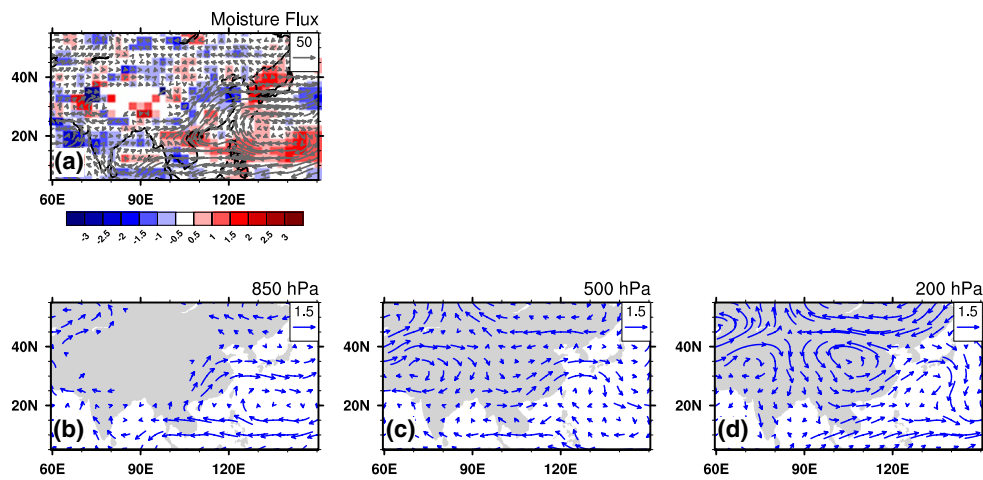 Moisture Flux
50
40N
20N
(a)
60E 90E 120E
-3 -2.5 -2 -1.5 -1 -0.5 0.5 1 1.5 2 2.5 3
850 hPa 500 hPa 200 hPa
1.5 1.5 1.5
40N 40N 40N
20N 20N 20N
(b) (c) (d)
60E 90E 120E 60E 90E 120E 60E 90E 120E